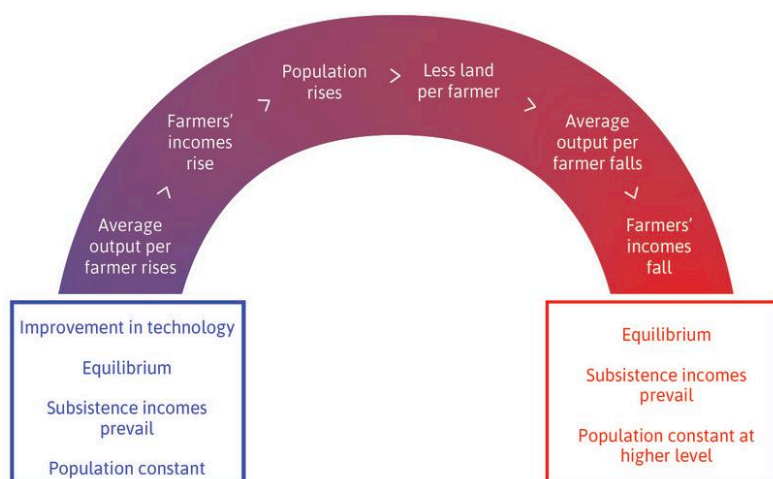 Average
output per
farmer rises
>
Farmers'
incomes
rise
>
Population
rises
>
Less land
per farmer
>
Average
output per
farmer falls
>
Farmers'
incomes
fall
Improvement in technology
Equilibrium
Subsistence incomes
prevail
Population constant
Equilibrium
Subsistence incomes
prevail
Population constant at
higher level